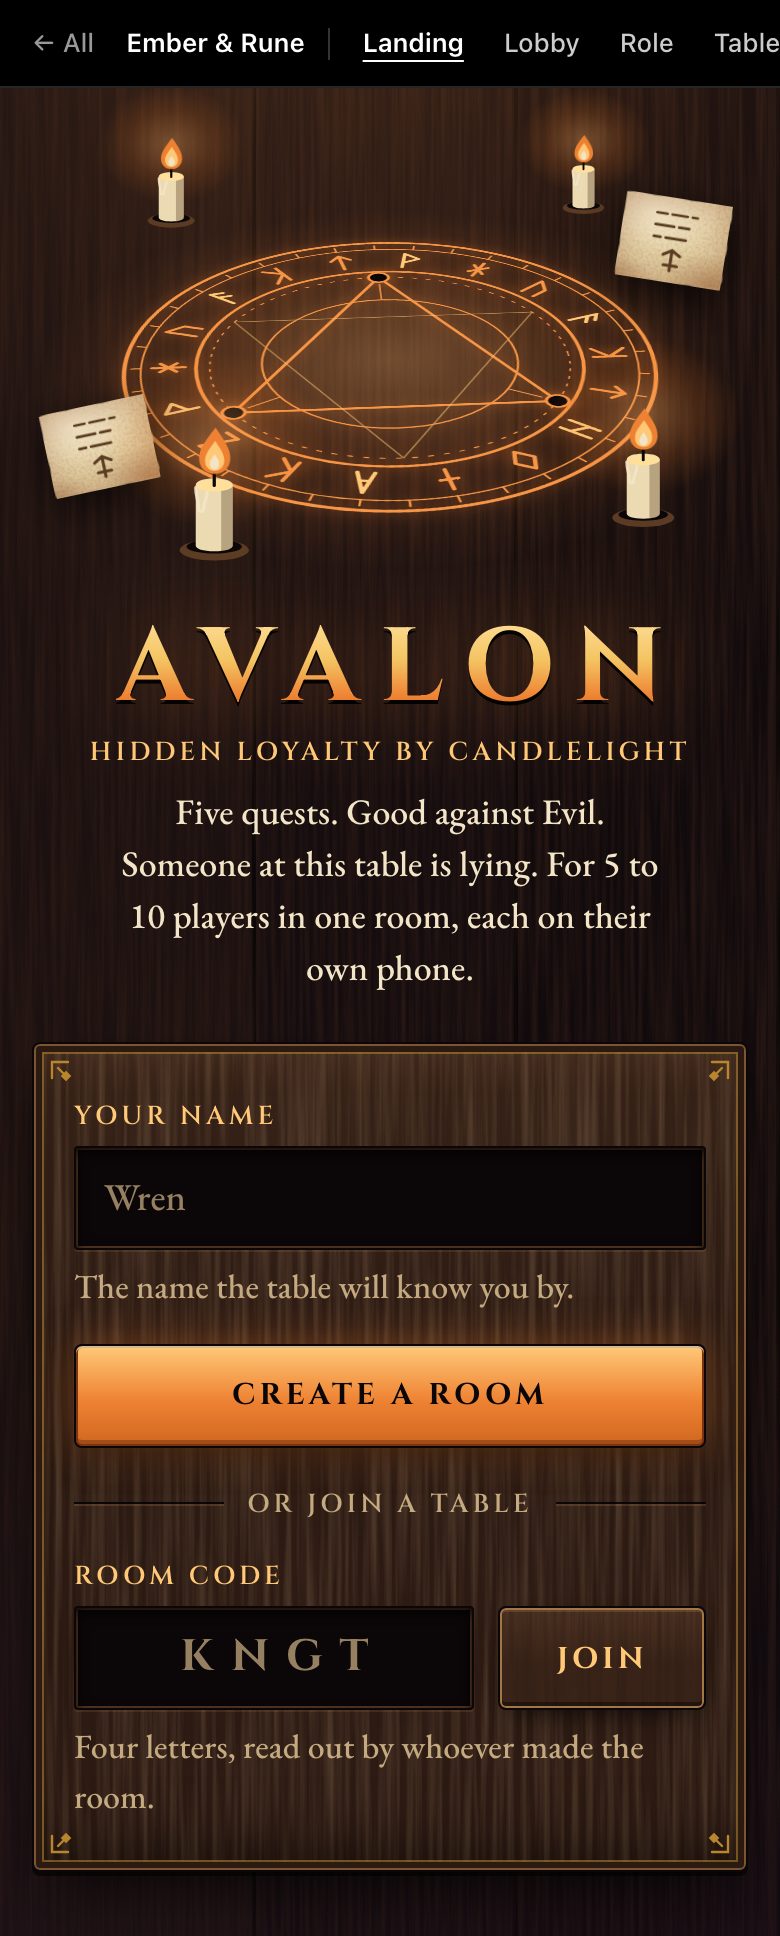 ← All Ember & Rune Landing Lobby Role Table
AVALON
HIDDEN LOYALTY BY CANDLELIGHT
Five quests. Good against Evil.
Someone at this table is lying. For 5 to
10 players in one room, each on their
own phone.
YOUR NAME
Wren
The name the table will know you by.
CREATE A ROOM
OR JOIN A TABLE
ROOM CODE
KNGT
JOIN
Four letters, read out by whoever made the
room.